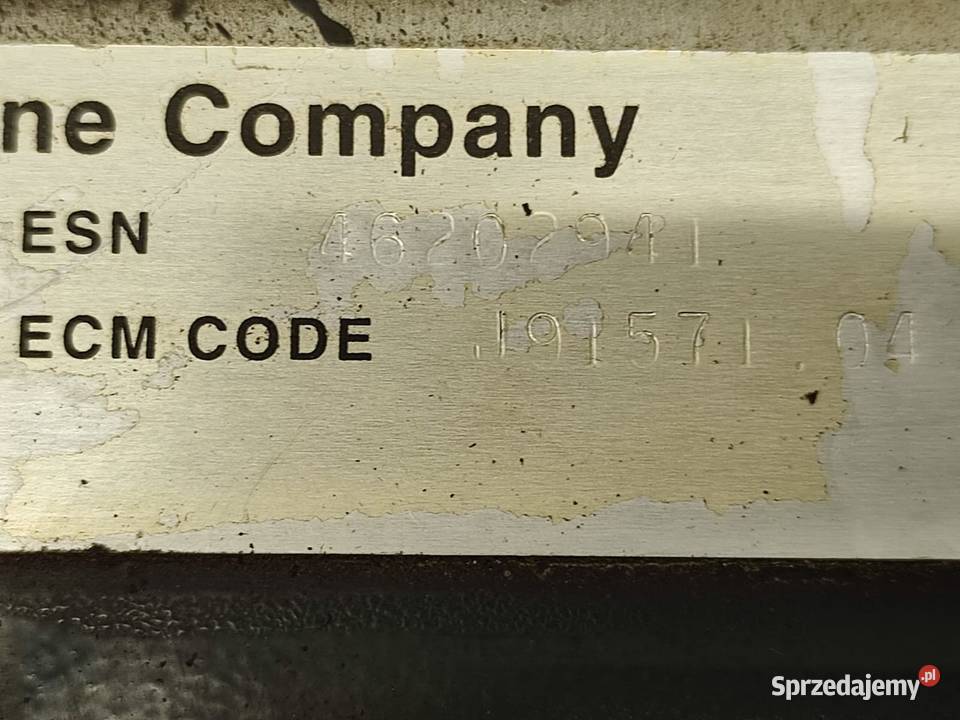 ne Company
ESN 46202941
ECM CODE J91571.04
Sprzedajemy.pl